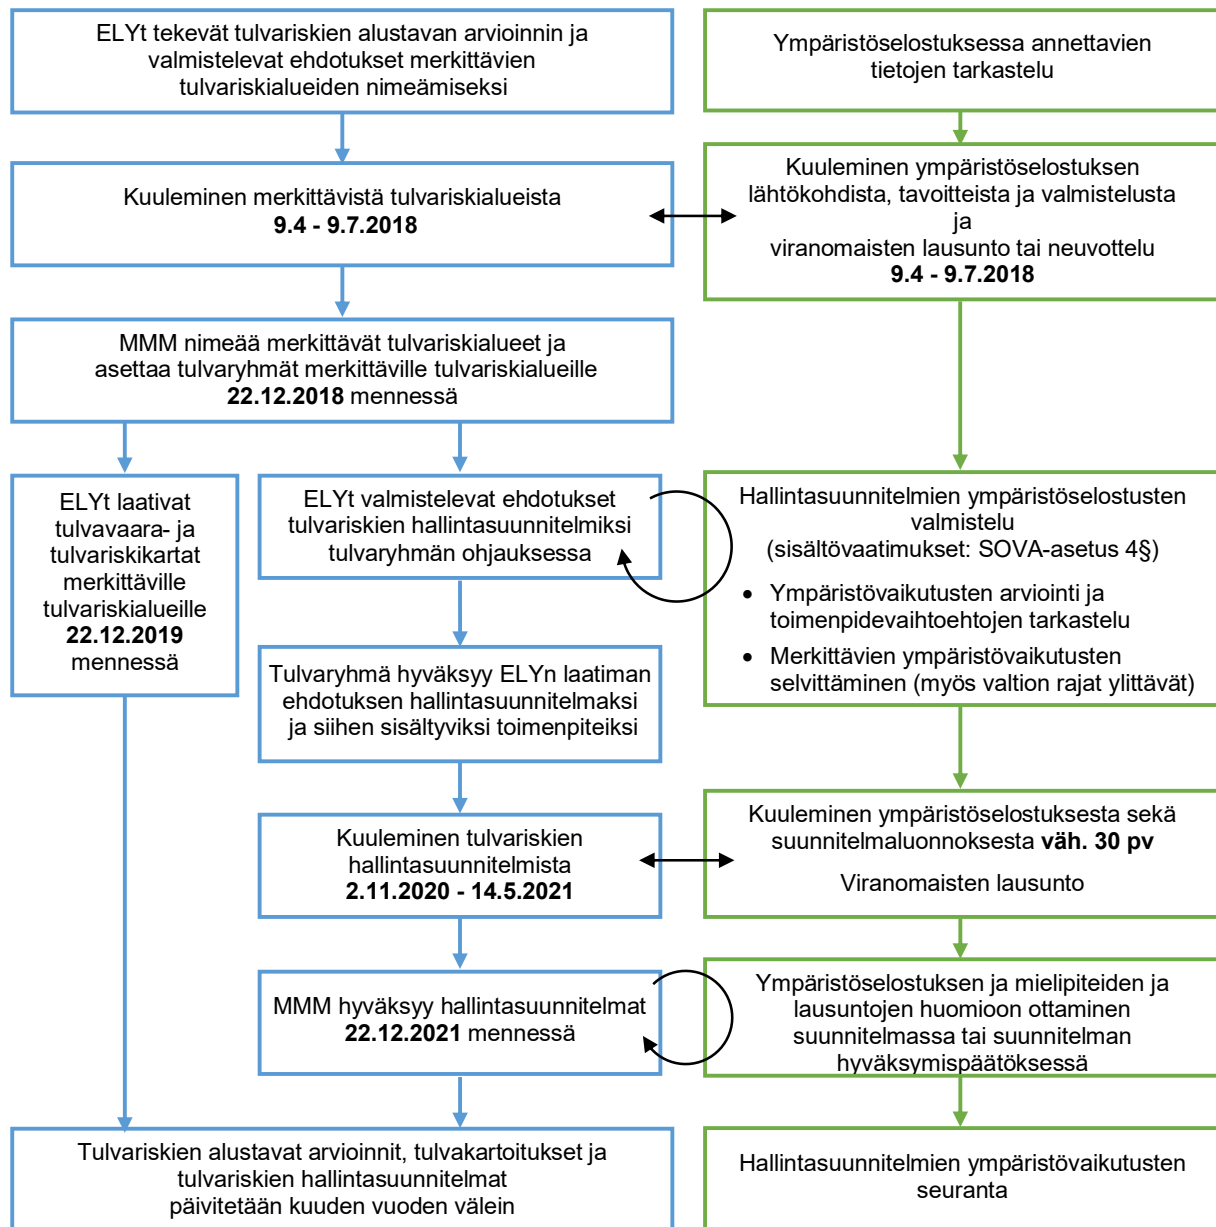 ELYt tekevät tulvariskien alustavan arvioinnin ja
valmistelevat ehdotukset merkittävien
tulvariskialueiden nimeämiseksi
Ympäristöselostuksessa annettavien
tietojen tarkastelu
Kuuleminen merkittävistä tulvariskialueista
9.4 - 9.7.2018
Kuuleminen ympäristöselostuksen
lähtökohdista, tavoitteista ja valmistelusta
ja
viranomaisten lausunto tai neuvottelu
9.4 - 9.7.2018
MMM nimeää merkittävät tulvariskialueet ja
asettaa tulvaryhmät merkittäville tulvariskialueille
22.12.2018 mennessä
ELYt laativat
tulvavaara- ja
tulvariskikartat
merkittäville
tulvariskialueille
22.12.2019
mennessä
ELYt valmistelevat ehdotukset
tulvariskien hallintasuunnitelmiksi
tulvaryhmän ohjauksessa
Hallintasuunnitelmien ympäristöselostusten
valmistelu
(sisältövaatimukset: SOVA-asetus 4§)
• Ympäristövaikutusten arviointi ja
toimenpidevaihtoehtojen tarkastelu
• Merkittävien ympäristövaikutusten
selvittäminen (myös valtion rajat ylittävät)
Tulvaryhmä hyväksyy ELYn laatiman
ehdotuksen hallintasuunnitelmaksi
ja siihen sisältyviksi toimenpiteiksi
Kuuleminen tulvariskien
hallintasuunnitelmista
2.11.2020 - 14.5.2021
Kuuleminen ympäristöselostuksesta sekä
suunnitelmaluonnoksesta väh. 30 pv
Viranomaisten lausunto
MMM hyväksyy hallintasuunnitelmat
22.12.2021 mennessä
Ympäristöselostuksen ja mielipiteiden ja
lausuntojen huomioon ottaminen
suunnitelmassa tai suunnitelman
hyväksymispäätöksessä
Tulvariskien alustavat arvioinnit, tulvakartoitukset ja
tulvariskien hallintasuunnitelmat
päivitetään kuuden vuoden välein
Hallintasuunnitelmien ympäristövaikutusten
seuranta